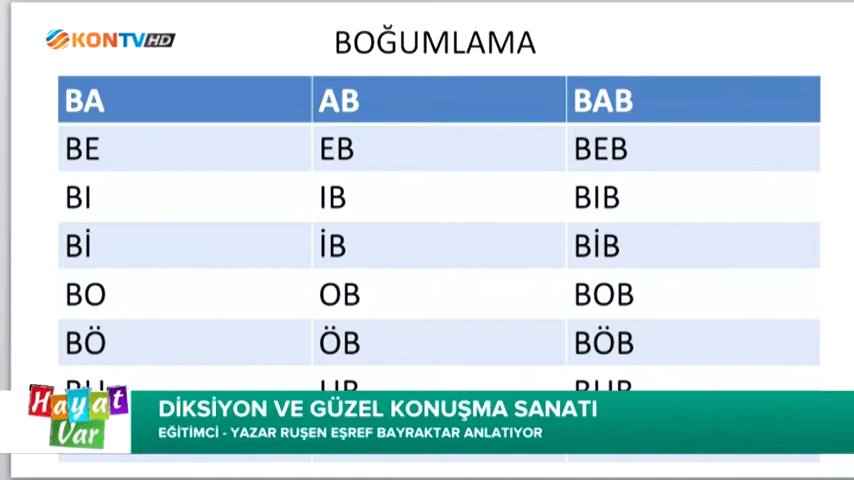 KONTV HD
BOĞUMLAMA
BA AB BAB
BE EB BEB
BI IB BIB
Bİ İB BİB
BO OB BOB
BÖ ÖB BÖB
Hayat
Var
DİKSİYON VE GÜZEL KONUŞMA SANATI
EĞİTİMCİ - YAZAR RUŞEN EŞREF BAYRAKTAR ANLATIYOR